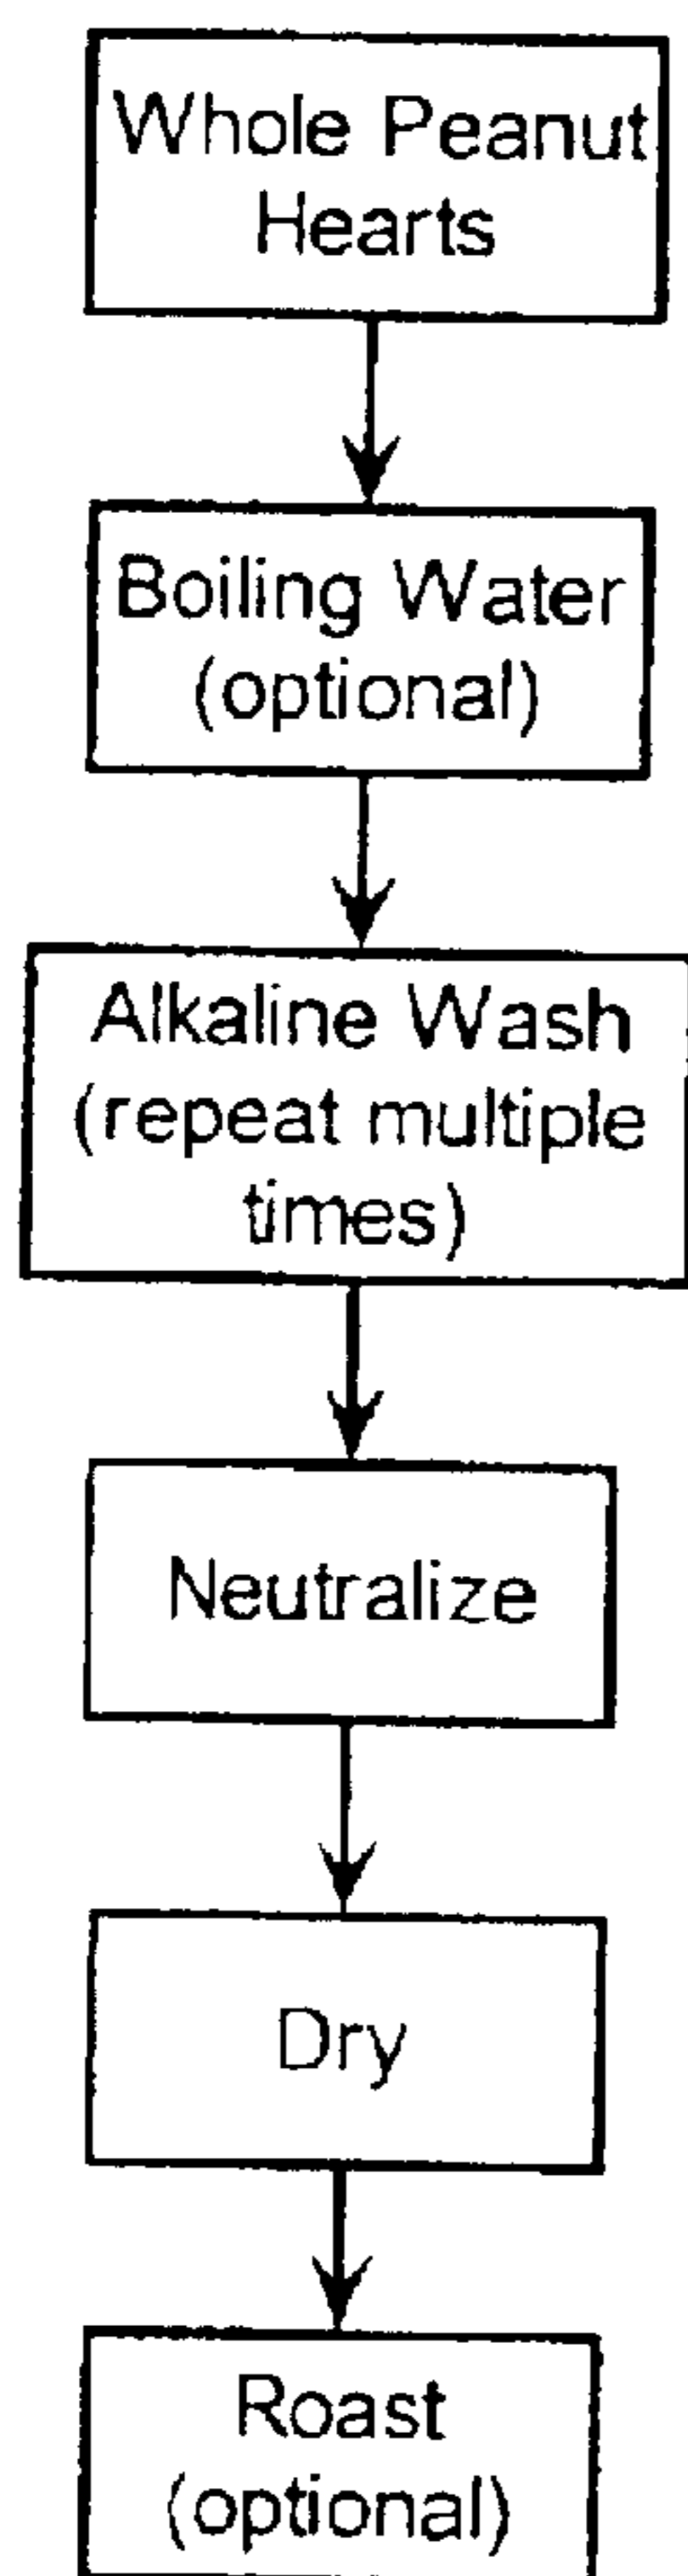 Whole Peanut
Hearts
Boiling Water
(optional)
Alkaline Wash
(repeat multiple
times)
Neutralize
Dry
Roast
(optional)